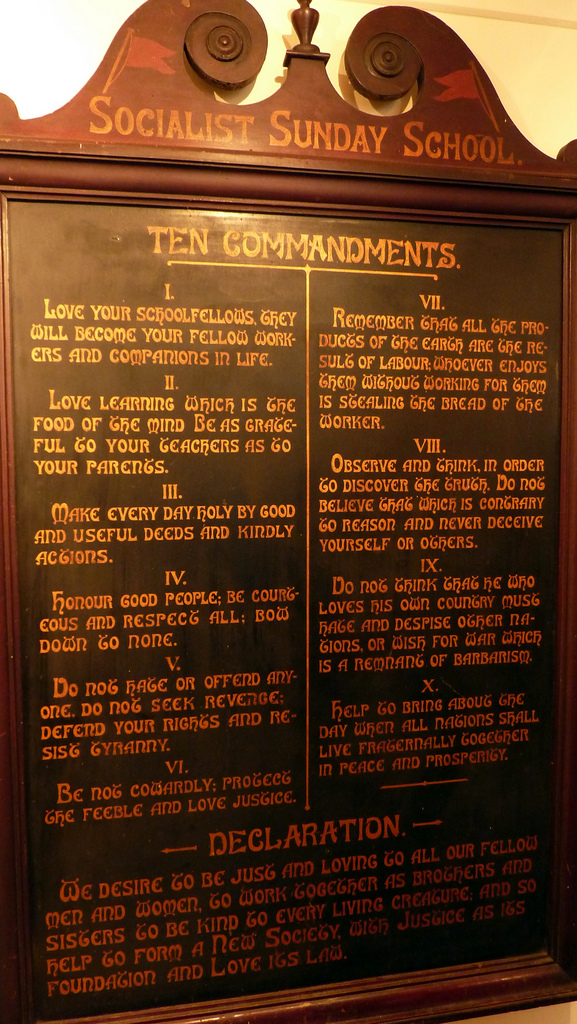 Socialist Sunday School.
Ten Commandments.
I.
Love your schoolfellows, they
will become your fellow work-
ers and companions in life.
II.
Love learning which is the
food of the mind Be as grate-
ful to your teachers as to
your parents.
III.
Make every day holy by good
and useful deeds and kindly
actions.
IV.
Honour good people; be court-
eous and respect all; bow
down to none.
V.
Do not hate or offend any-
one. Do not seek revenge;
defend your rights and re-
sist tyranny.
VI.
Be not cowardly; protect
the feeble and love justice.
VII.
Remember that all the pro-
ducts of the earth are the re-
sult of labour; whoever enjoys
them without working for them
is stealing the bread of the
worker.
VIII.
Observe and think, in order
to discover the truth. Do not
believe that which is contrary
to reason and never deceive
yourself or others.
IX.
Do not think that he who
loves his own country must
hate and despise other na-
tions, or wish for war which
is a remnant of barbarism.
X.
Help to bring about the
day when all nations shall
live fraternally together
in peace and prosperity.
Declaration.
We desire to be just and loving to all our fellow
men and women, to work together as brothers and
sisters to be kind to every living creature; and so
help to form a New Society, with Justice as its
foundation and Love its law.